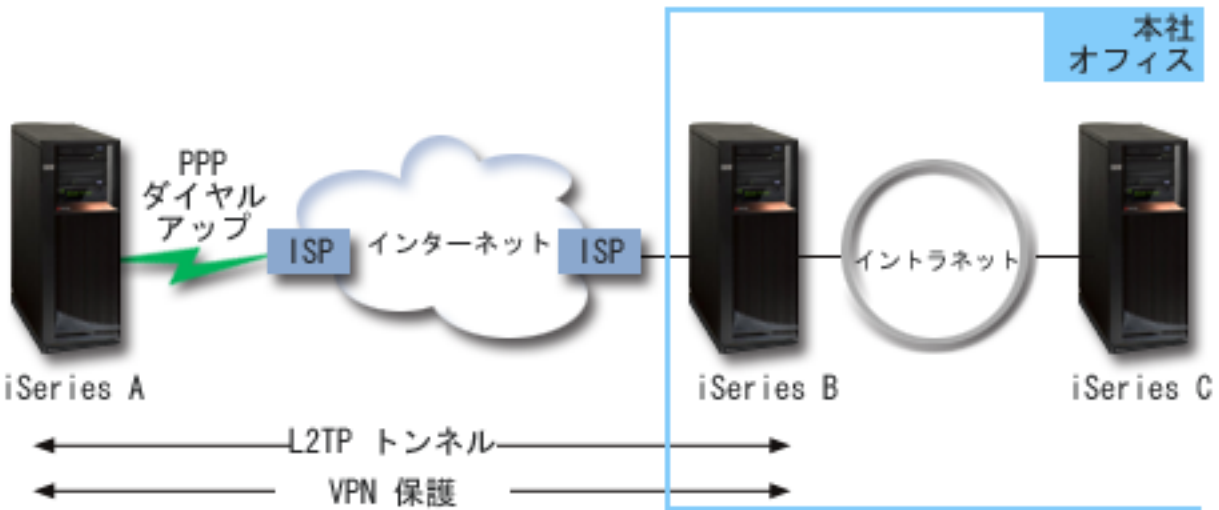 本社
オフィス
PPP
ダイヤル
アップ
ISP
インターネット
ISP
イントラネット
iSeries A
iSeries B
iSeries C
L2TP トンネル
VPN 保護